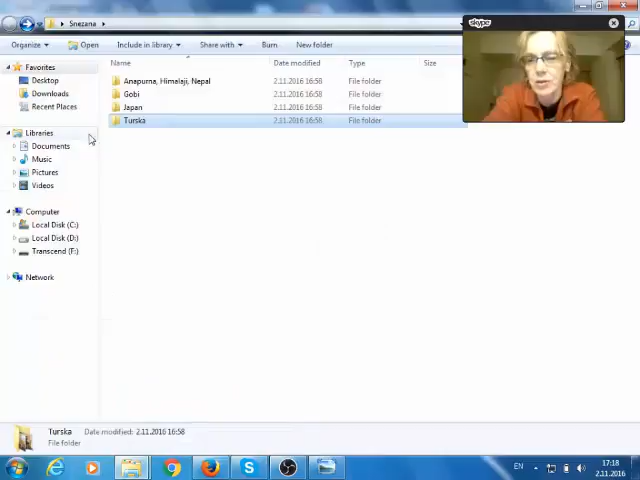 Snezana
skype
Organize
Open
Include in library
Share with
Burn
New folder
Favorites
Desktop
Downloads
Recent Places
Libraries
Documents
Music
Pictures
Videos
Computer
Local Disk (C:)
Local Disk (D:)
Transcend (F:)
Network
Name Date modified Type Size
Anapurna, Himalaji, Nepal 2.11.2016 16:58 File folder
Gobi 2.11.2016 16:58 File folder
Japan 2.11.2016 16:58 File folder
Turska 2.11.2016 16:58 File folder
Turska Date modified: 2.11.2016 16:58
File folder
EN
17:18
2.11.2016